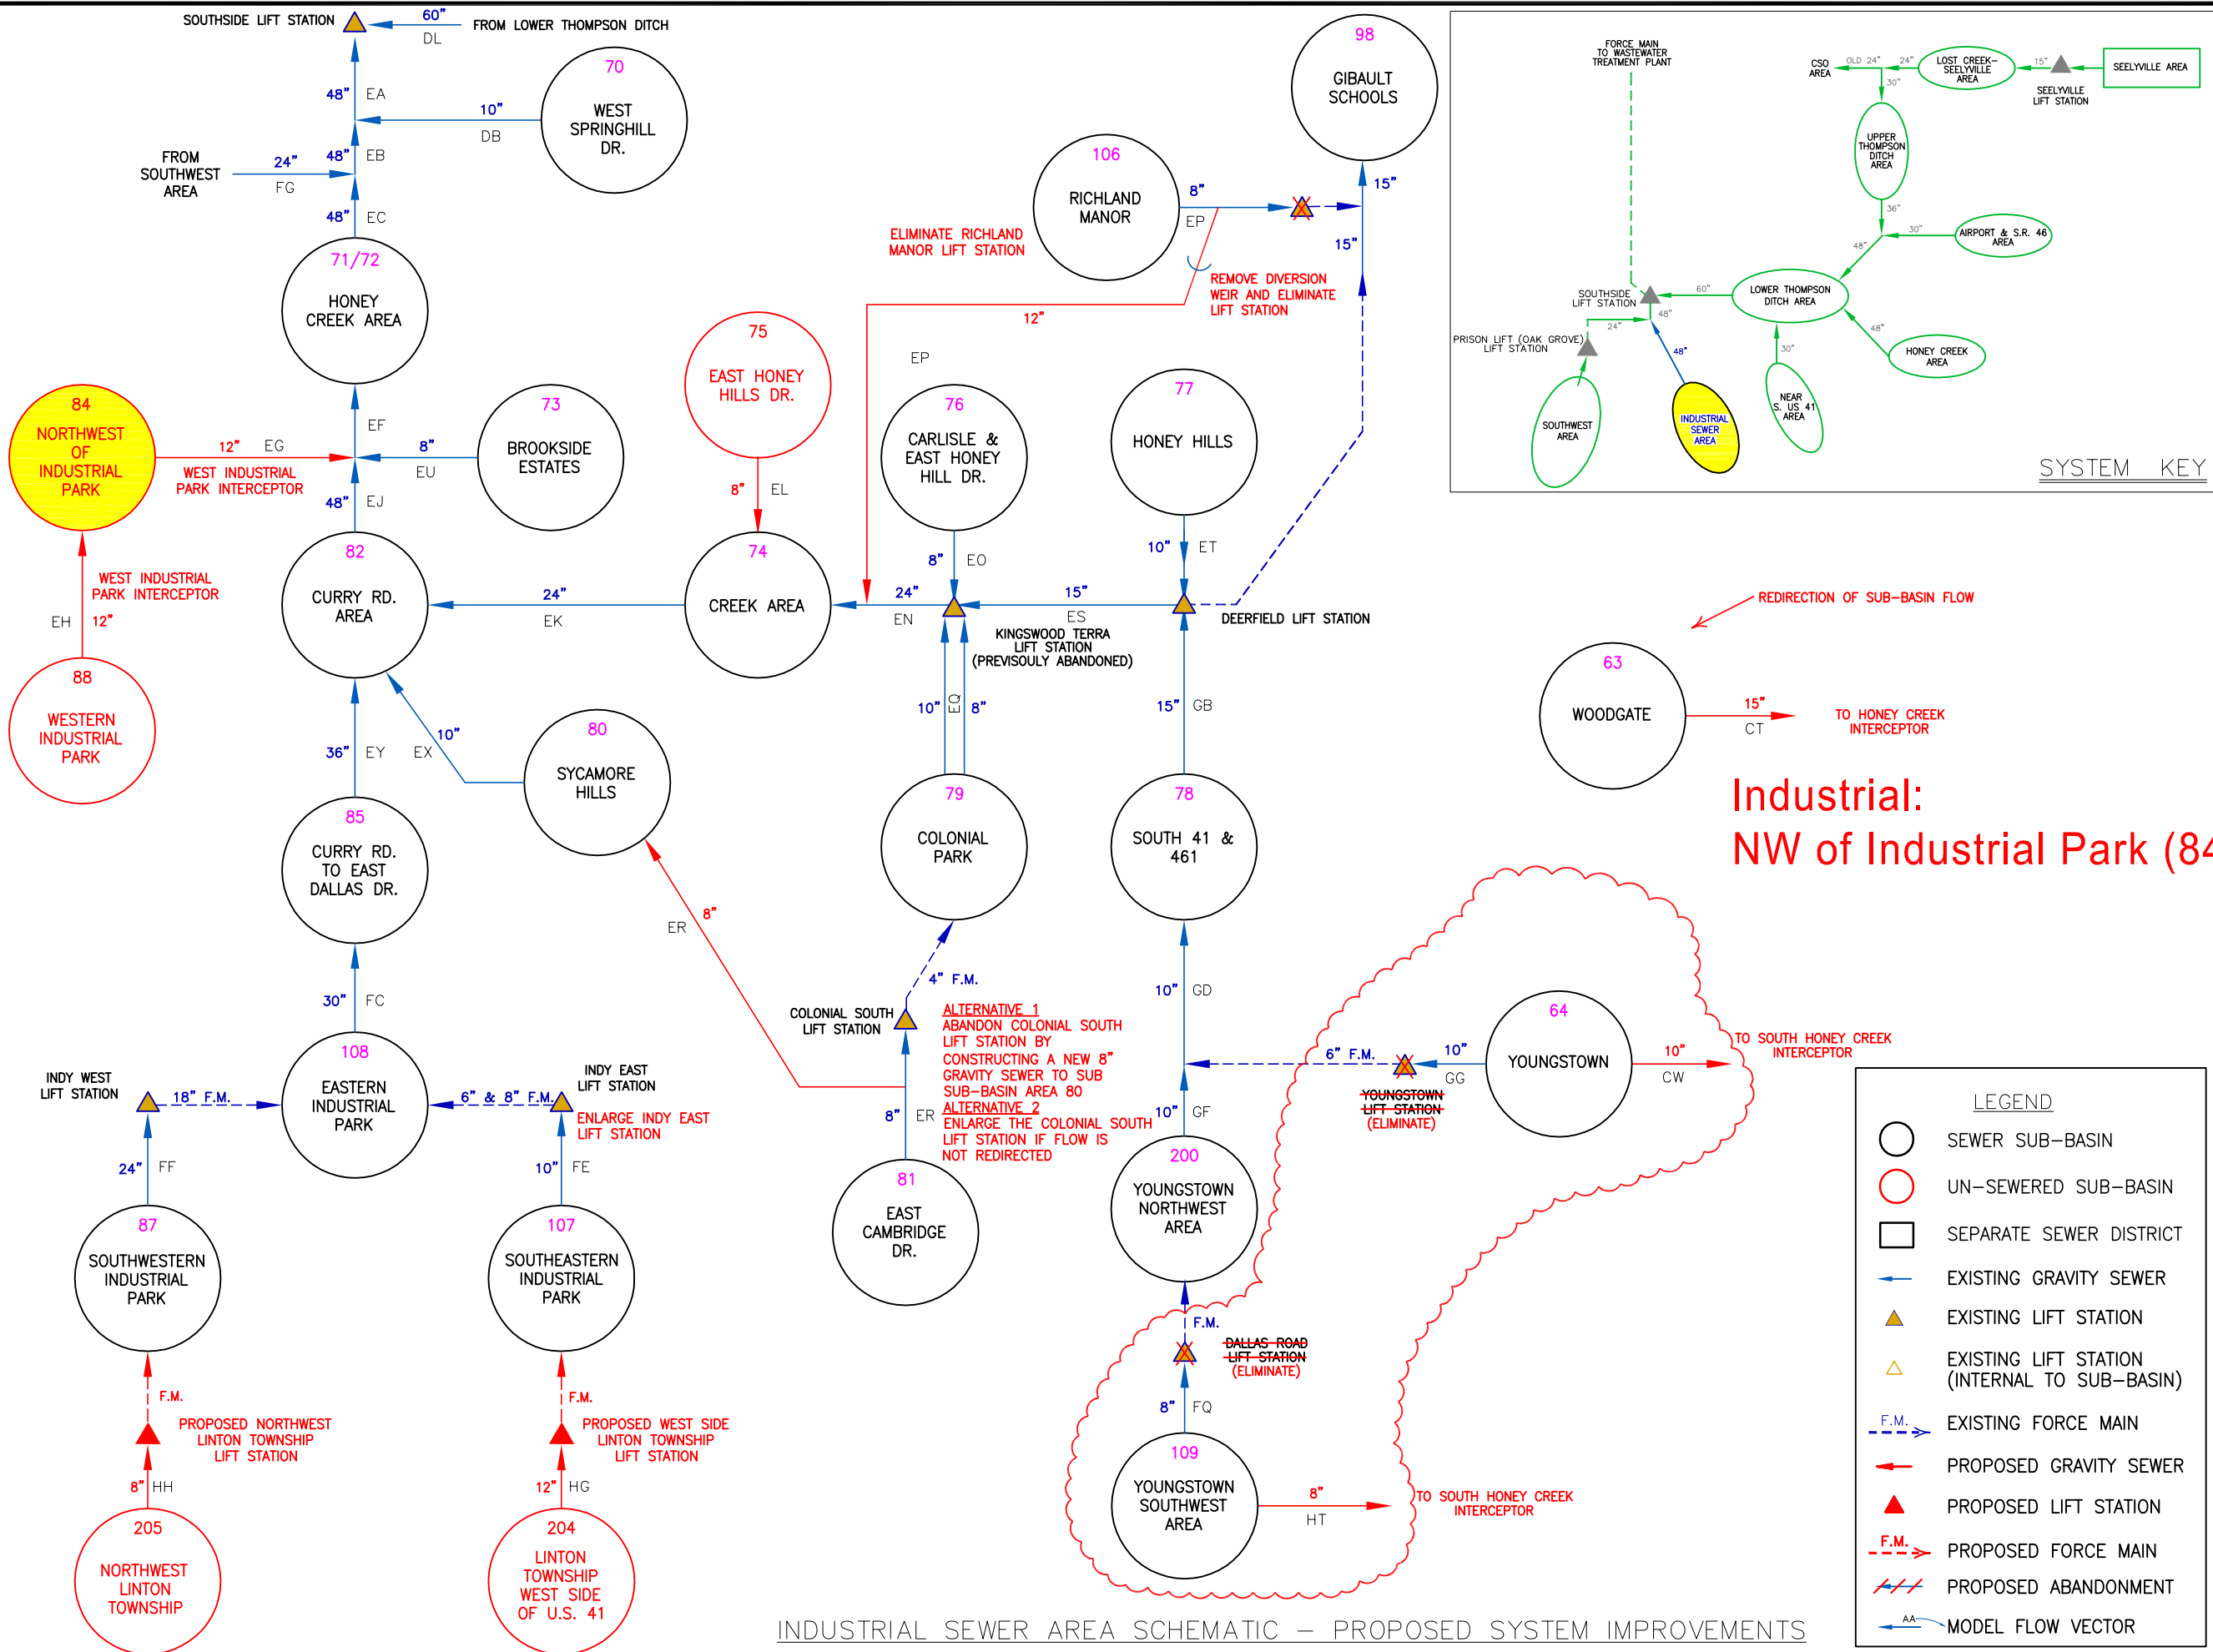 SOUTHSIDE LIFT STATION
60"
DL
FROM LOWER THOMPSON DITCH
48" EA
70
WEST
SPRINGHILL
DR.
10"
DB
FROM
SOUTHWEST
AREA
24"
FG
48" EB
48" EC
71/72
HONEY
CREEK AREA
84
NORTHWEST
OF
INDUSTRIAL
PARK
12" EG
WEST INDUSTRIAL
PARK INTERCEPTOR
EF
8"
EU
73
BROOKSIDE
ESTATES
48" EJ
WEST INDUSTRIAL
PARK INTERCEPTOR
EH 12"
88
WESTERN
INDUSTRIAL
PARK
82
CURRY RD.
AREA
24"
EK
74
CREEK AREA
75
EAST HONEY
HILLS DR.
8" EL
98
GIBAULT
SCHOOLS
106
RICHLAND
MANOR
8"
EP
15"
15"
ELIMINATE RICHLAND
MANOR LIFT STATION
REMOVE DIVERSION
WEIR AND ELIMINATE
LIFT STATION
12"
EP
76
CARLISLE &
EAST HONEY
HILL DR.
8" EO
77
HONEY HILLS
10" ET
24"
EN
15"
ES
KINGSWOOD TERRA
LIFT STATION
(PREVISOULY ABANDONED)
DEERFIELD LIFT STATION
10" EQ 8"
15" GB
36" EY
EX 10"
80
SYCAMORE
HILLS
79
COLONIAL
PARK
78
SOUTH 41 &
461
85
CURRY RD.
TO EAST
DALLAS DR.
ER 8"
4" F.M.
COLONIAL SOUTH
LIFT STATION
ALTERNATIVE 1
ABANDON COLONIAL SOUTH
LIFT STATION BY
CONSTRUCTING A NEW 8"
GRAVITY SEWER TO SUB
SUB-BASIN AREA 80
ALTERNATIVE 2
ENLARGE THE COLONIAL SOUTH
LIFT STATION IF FLOW IS
NOT REDIRECTED
8" ER
81
EAST
CAMBRIDGE
DR.
10" GD
10" GF
30" FC
108
EASTERN
INDUSTRIAL
PARK
INDY WEST
LIFT STATION
18" F.M.
6" & 8" F.M.
INDY EAST
LIFT STATION
ENLARGE INDY EAST
LIFT STATION
24" FF
10" FE
87
SOUTHWESTERN
INDUSTRIAL
PARK
107
SOUTHEASTERN
INDUSTRIAL
PARK
F.M.
PROPOSED NORTHWEST
LINTON TOWNSHIP
LIFT STATION
8" HH
205
NORTHWEST
LINTON
TOWNSHIP
F.M.
PROPOSED WEST SIDE
LINTON TOWNSHIP
LIFT STATION
12" HG
204
LINTON
TOWNSHIP
WEST SIDE
OF U.S. 41
200
YOUNGSTOWN
NORTHWEST
AREA
F.M.
DALLAS ROAD
LIFT STATION
(ELIMINATE)
8" FQ
109
YOUNGSTOWN
SOUTHWEST
AREA
8"
HT
TO SOUTH HONEY CREEK
INTERCEPTOR
6" F.M.
10"
GG
YOUNGSTOWN
LIFT STATION
(ELIMINATE)
64
YOUNGSTOWN
10"
CW
TO SOUTH HONEY CREEK
INTERCEPTOR
REDIRECTION OF SUB-BASIN FLOW
63
WOODGATE
15"
CT
TO HONEY CREEK
INTERCEPTOR
Industrial:
NW of Industrial Park (84
FORCE MAIN
TO WASTEWATER
TREATMENT PLANT
CSO
AREA
OLD 24"
24"
LOST CREEK-
SEELYVILLE
AREA
15"
SEELYVILLE
LIFT STATION
SEELYVILLE AREA
30"
UPPER
THOMPSON
DITCH
AREA
36"
30"
AIRPORT & S.R. 46
AREA
48"
LOWER THOMPSON
DITCH AREA
60"
SOUTHSIDE
LIFT STATION
48"
24"
PRISON LIFT (OAK GROVE)
LIFT STATION
48"
30"
48"
HONEY CREEK
AREA
NEAR
S. US 41
AREA
INDUSTRIAL
SEWER
AREA
SOUTHWEST
AREA
SYSTEM KEY
LEGEND
SEWER SUB-BASIN
UN-SEWERED SUB-BASIN
SEPARATE SEWER DISTRICT
EXISTING GRAVITY SEWER
EXISTING LIFT STATION
EXISTING LIFT STATION
(INTERNAL TO SUB-BASIN)
F.M. EXISTING FORCE MAIN
PROPOSED GRAVITY SEWER
PROPOSED LIFT STATION
F.M. PROPOSED FORCE MAIN
PROPOSED ABANDONMENT
AA MODEL FLOW VECTOR
INDUSTRIAL SEWER AREA SCHEMATIC – PROPOSED SYSTEM IMPROVEMENTS